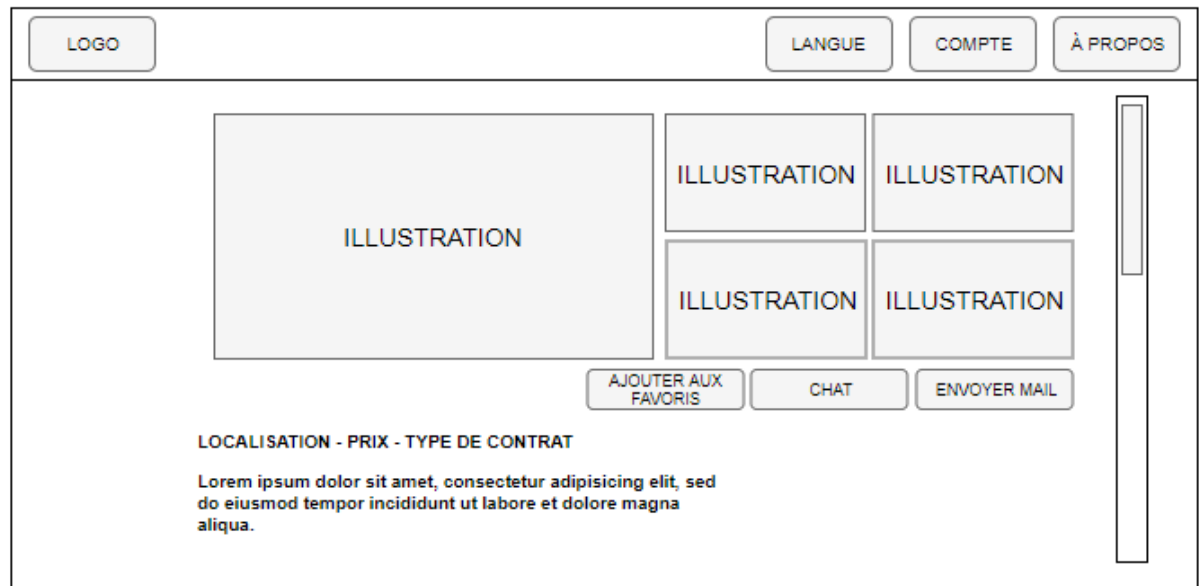 LOGO
LANGUE
COMPTE
À PROPOS
ILLUSTRATION
ILLUSTRATION
ILLUSTRATION
ILLUSTRATION
ILLUSTRATION
AJOUTER AUX
FAVORIS
CHAT
ENVOYER MAIL
LOCALISATION - PRIX - TYPE DE CONTRAT
Lorem ipsum dolor sit amet, consectetur adipisicing elit, sed
do eiusmod tempor incididunt ut labore et dolore magna
aliqua.